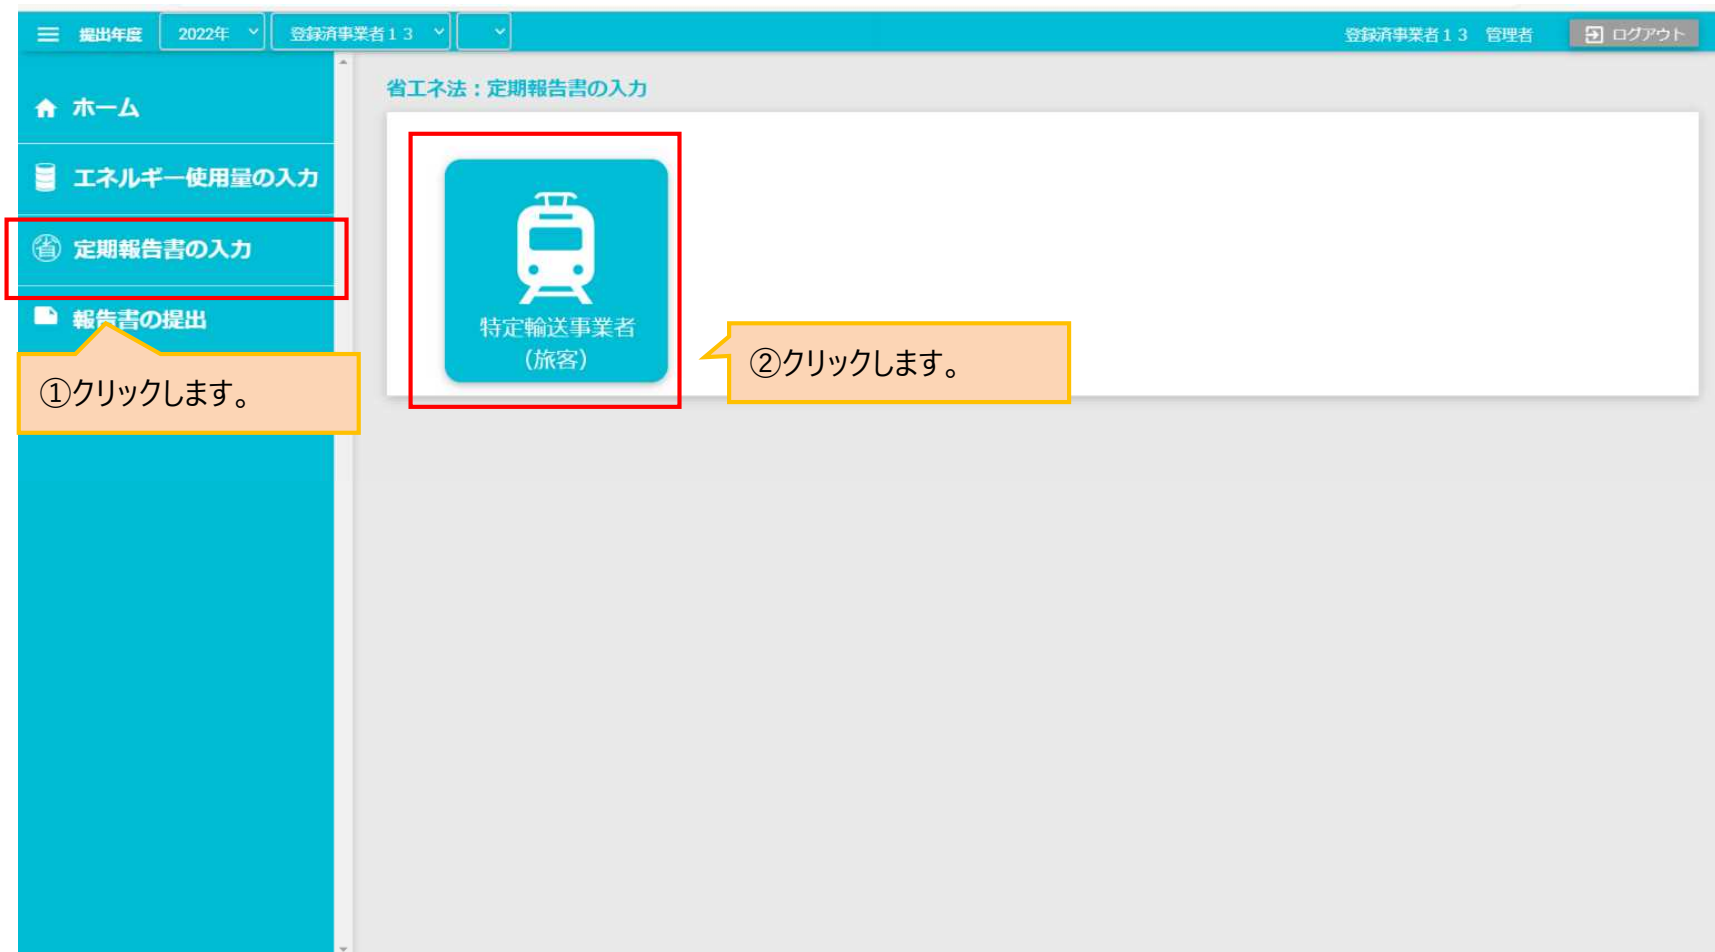 提出年度 2022年 登録済事業者13 登録済事業者13 管理者 ログアウト
省エネ法：定期報告書の入力
ホーム
エネルギー使用量の入力
省 定期報告書の入力
報告書の提出
①クリックします。
特定輸送事業者
（旅客）
②クリックします。